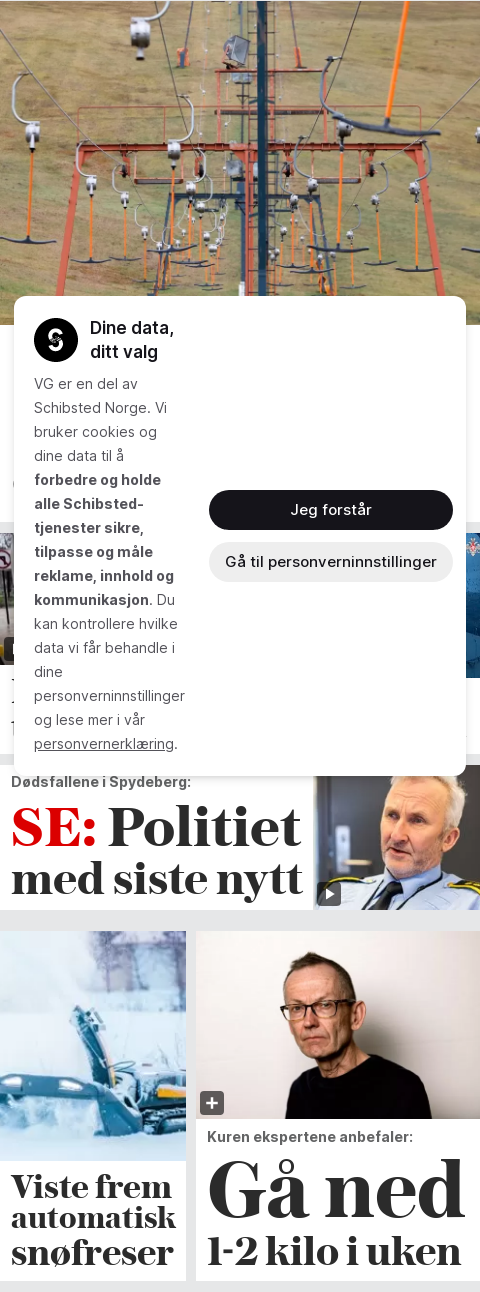 Dine data,
ditt valg
VG er en del av
Schibsted Norge. Vi
bruker cookies og
dine data til å
forbedre og holde
alle Schibsted-
tjenester sikre,
tilpasse og måle
reklame, innhold og
kommunikasjon. Du
kan kontrollere hvilke
data vi får behandle i
dine
personverninnstillinger
og lese mer i vår
personvernerklæring.
Jeg forstår
Gå til personverninnstillinger
Dødsfallene i Spydeberg:
SE: Politiet
med siste nytt
Viste frem
automatisk
snøfreser
Kuren ekspertene anbefaler:
Gå ned
1-2 kilo i uken